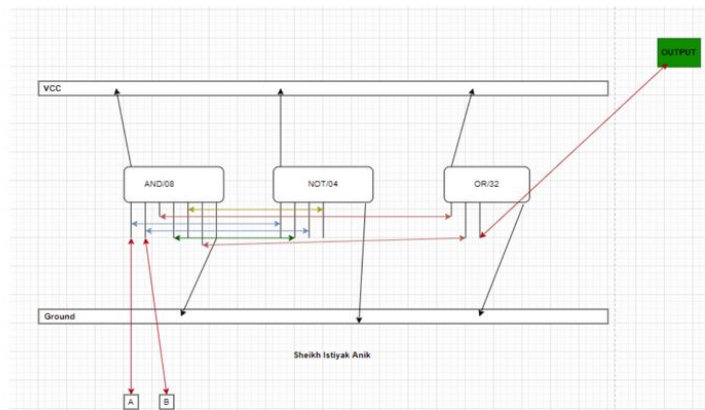 OUTPUT
VCC
AND/08
NOT/04
OR/32
Ground
Sheikh Istiyak Anik
A
B